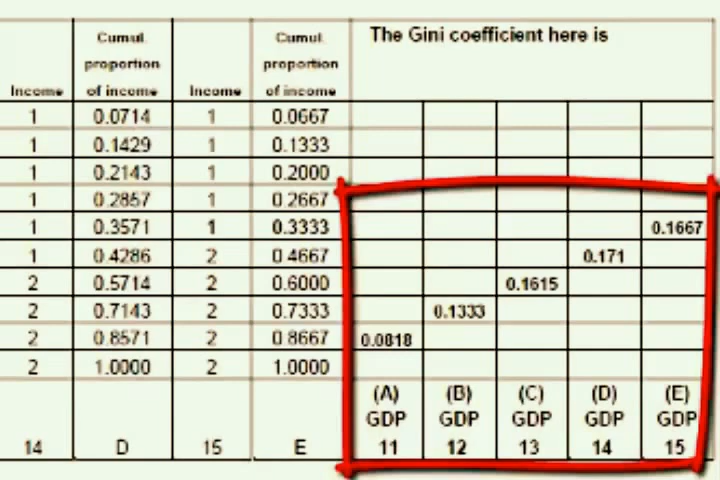 Cumul. Cumul. The Gini coefficient here is
proportion proportion
Income of income Income of income
1 0.0714 1 0.0667
1 0.1429 1 0.1333
1 0.2143 1 0.2000
1 0.2857 1 0.2667
1 0.3571 1 0.3333 0.1667
1 0.4286 2 0.4667 0.171
2 0.5714 2 0.6000 0.1615
2 0.7143 2 0.7333 0.1333
2 0.8571 2 0.8667 0.0818
2 1.0000 2 1.0000
(A) (B) (C) (D) (E)
GDP GDP GDP GDP GDP
14 D 15 E 11 12 13 14 15